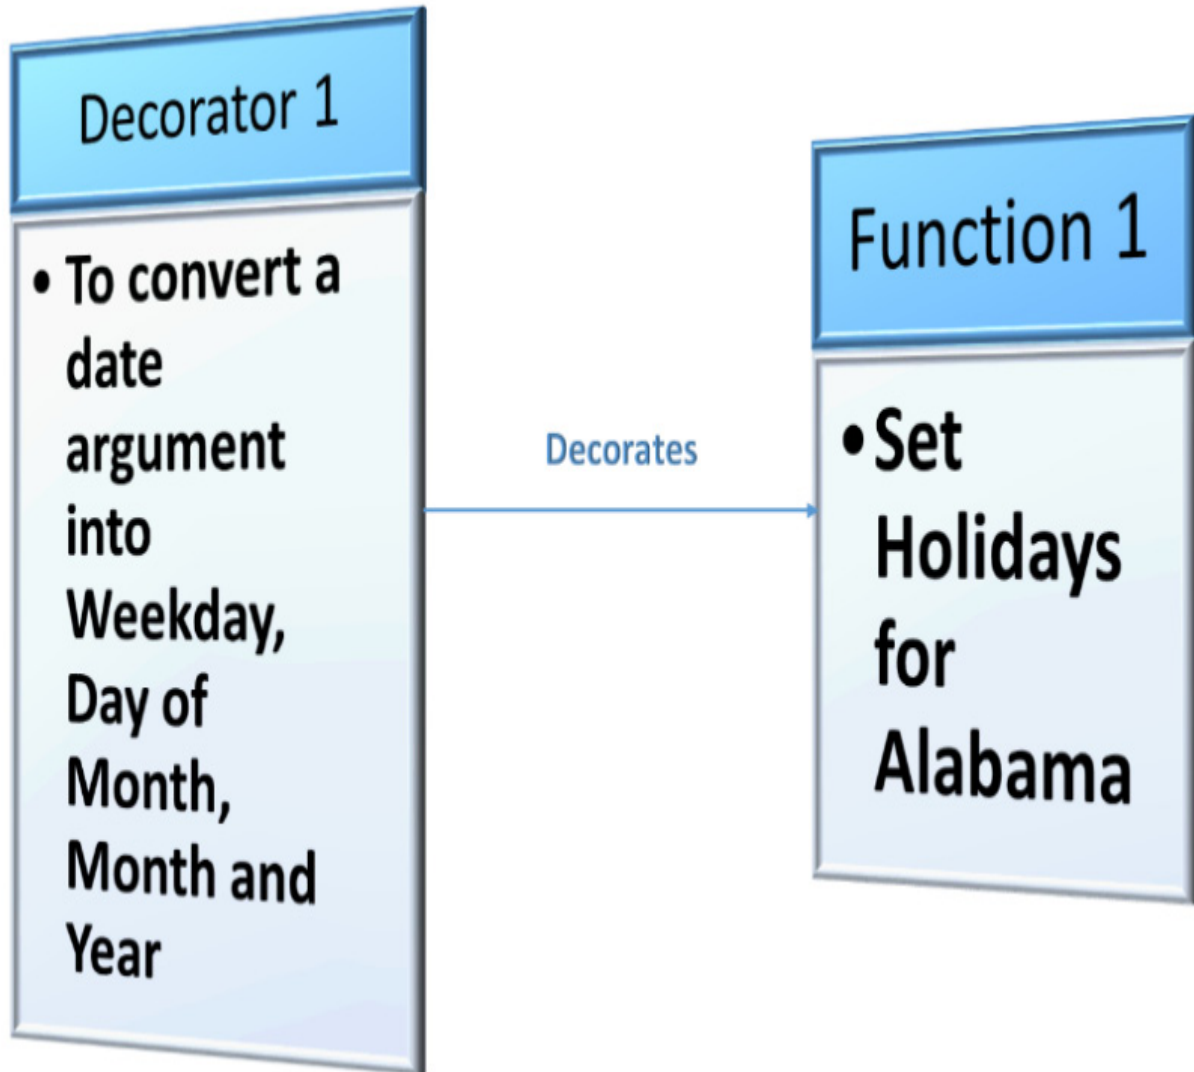 Decorator 1
• To convert a
date
argument
into
Weekday,
Day of
Month,
Month and
Year
Decorates
Function 1
• Set
Holidays
for
Alabama